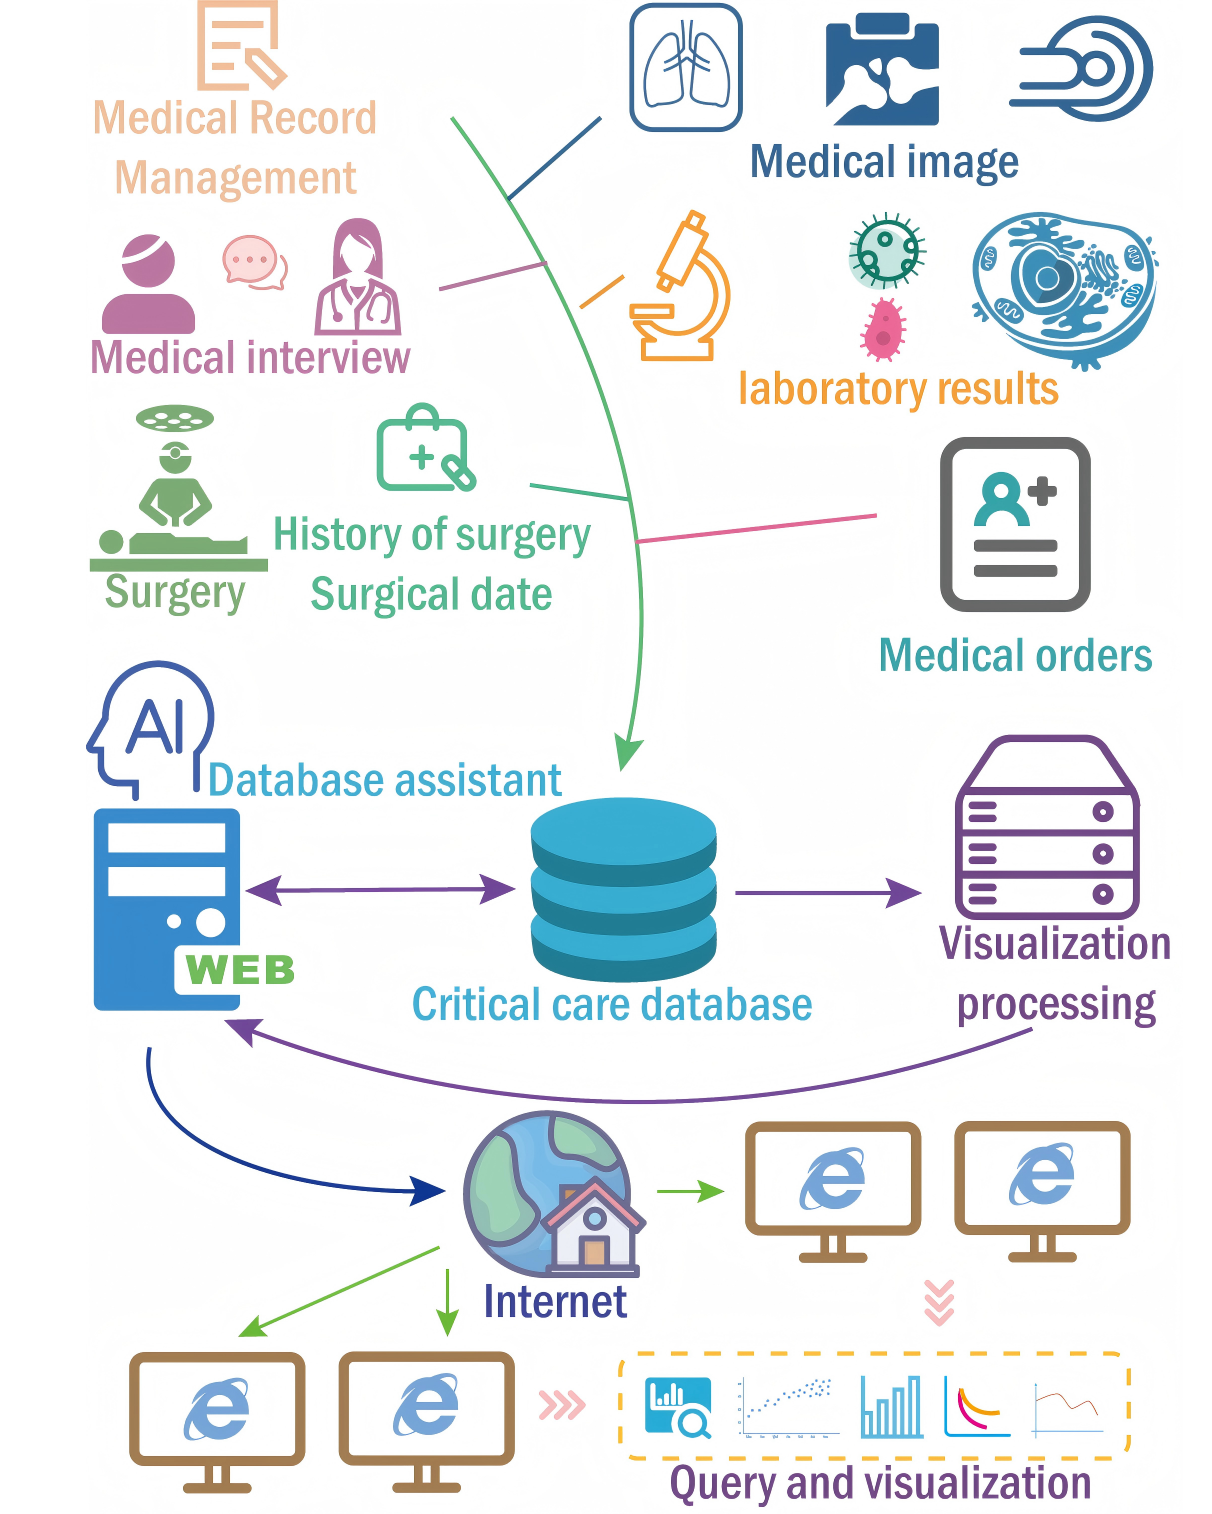 Medical Record
Management
Medical image
Medical interview
laboratory results
Surgery
History of surgery
Surgical date
Medical orders
AI
Database assistant
WEB
Critical care database
Visualization
processing
Internet
Query and visualization